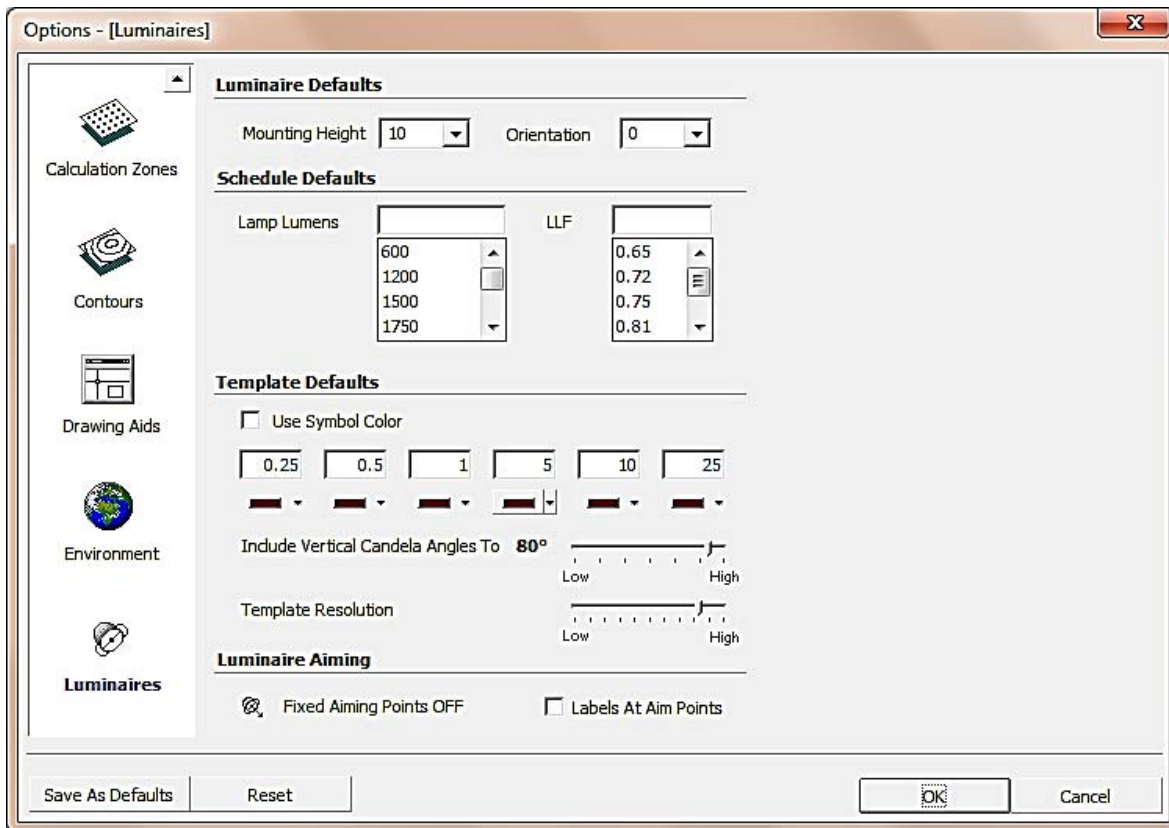 Options - [Luminaires]
x
Calculation Zones
Contours
Drawing Aids
Environment
Luminaires
Luminaire Defaults
Mounting Height 10 Orientation 0
Schedule Defaults
Lamp Lumens LLF
600 0.65
1200 0.72
1500 0.75
1750 0.81
Template Defaults
Use Symbol Color
0.25 0.5 1 5 10 25
Include Vertical Candela Angles To 80°
Low High
Template Resolution
Low High
Luminaire Aiming
Fixed Aiming Points OFF Labels At Aim Points
Save As Defaults Reset OK Cancel